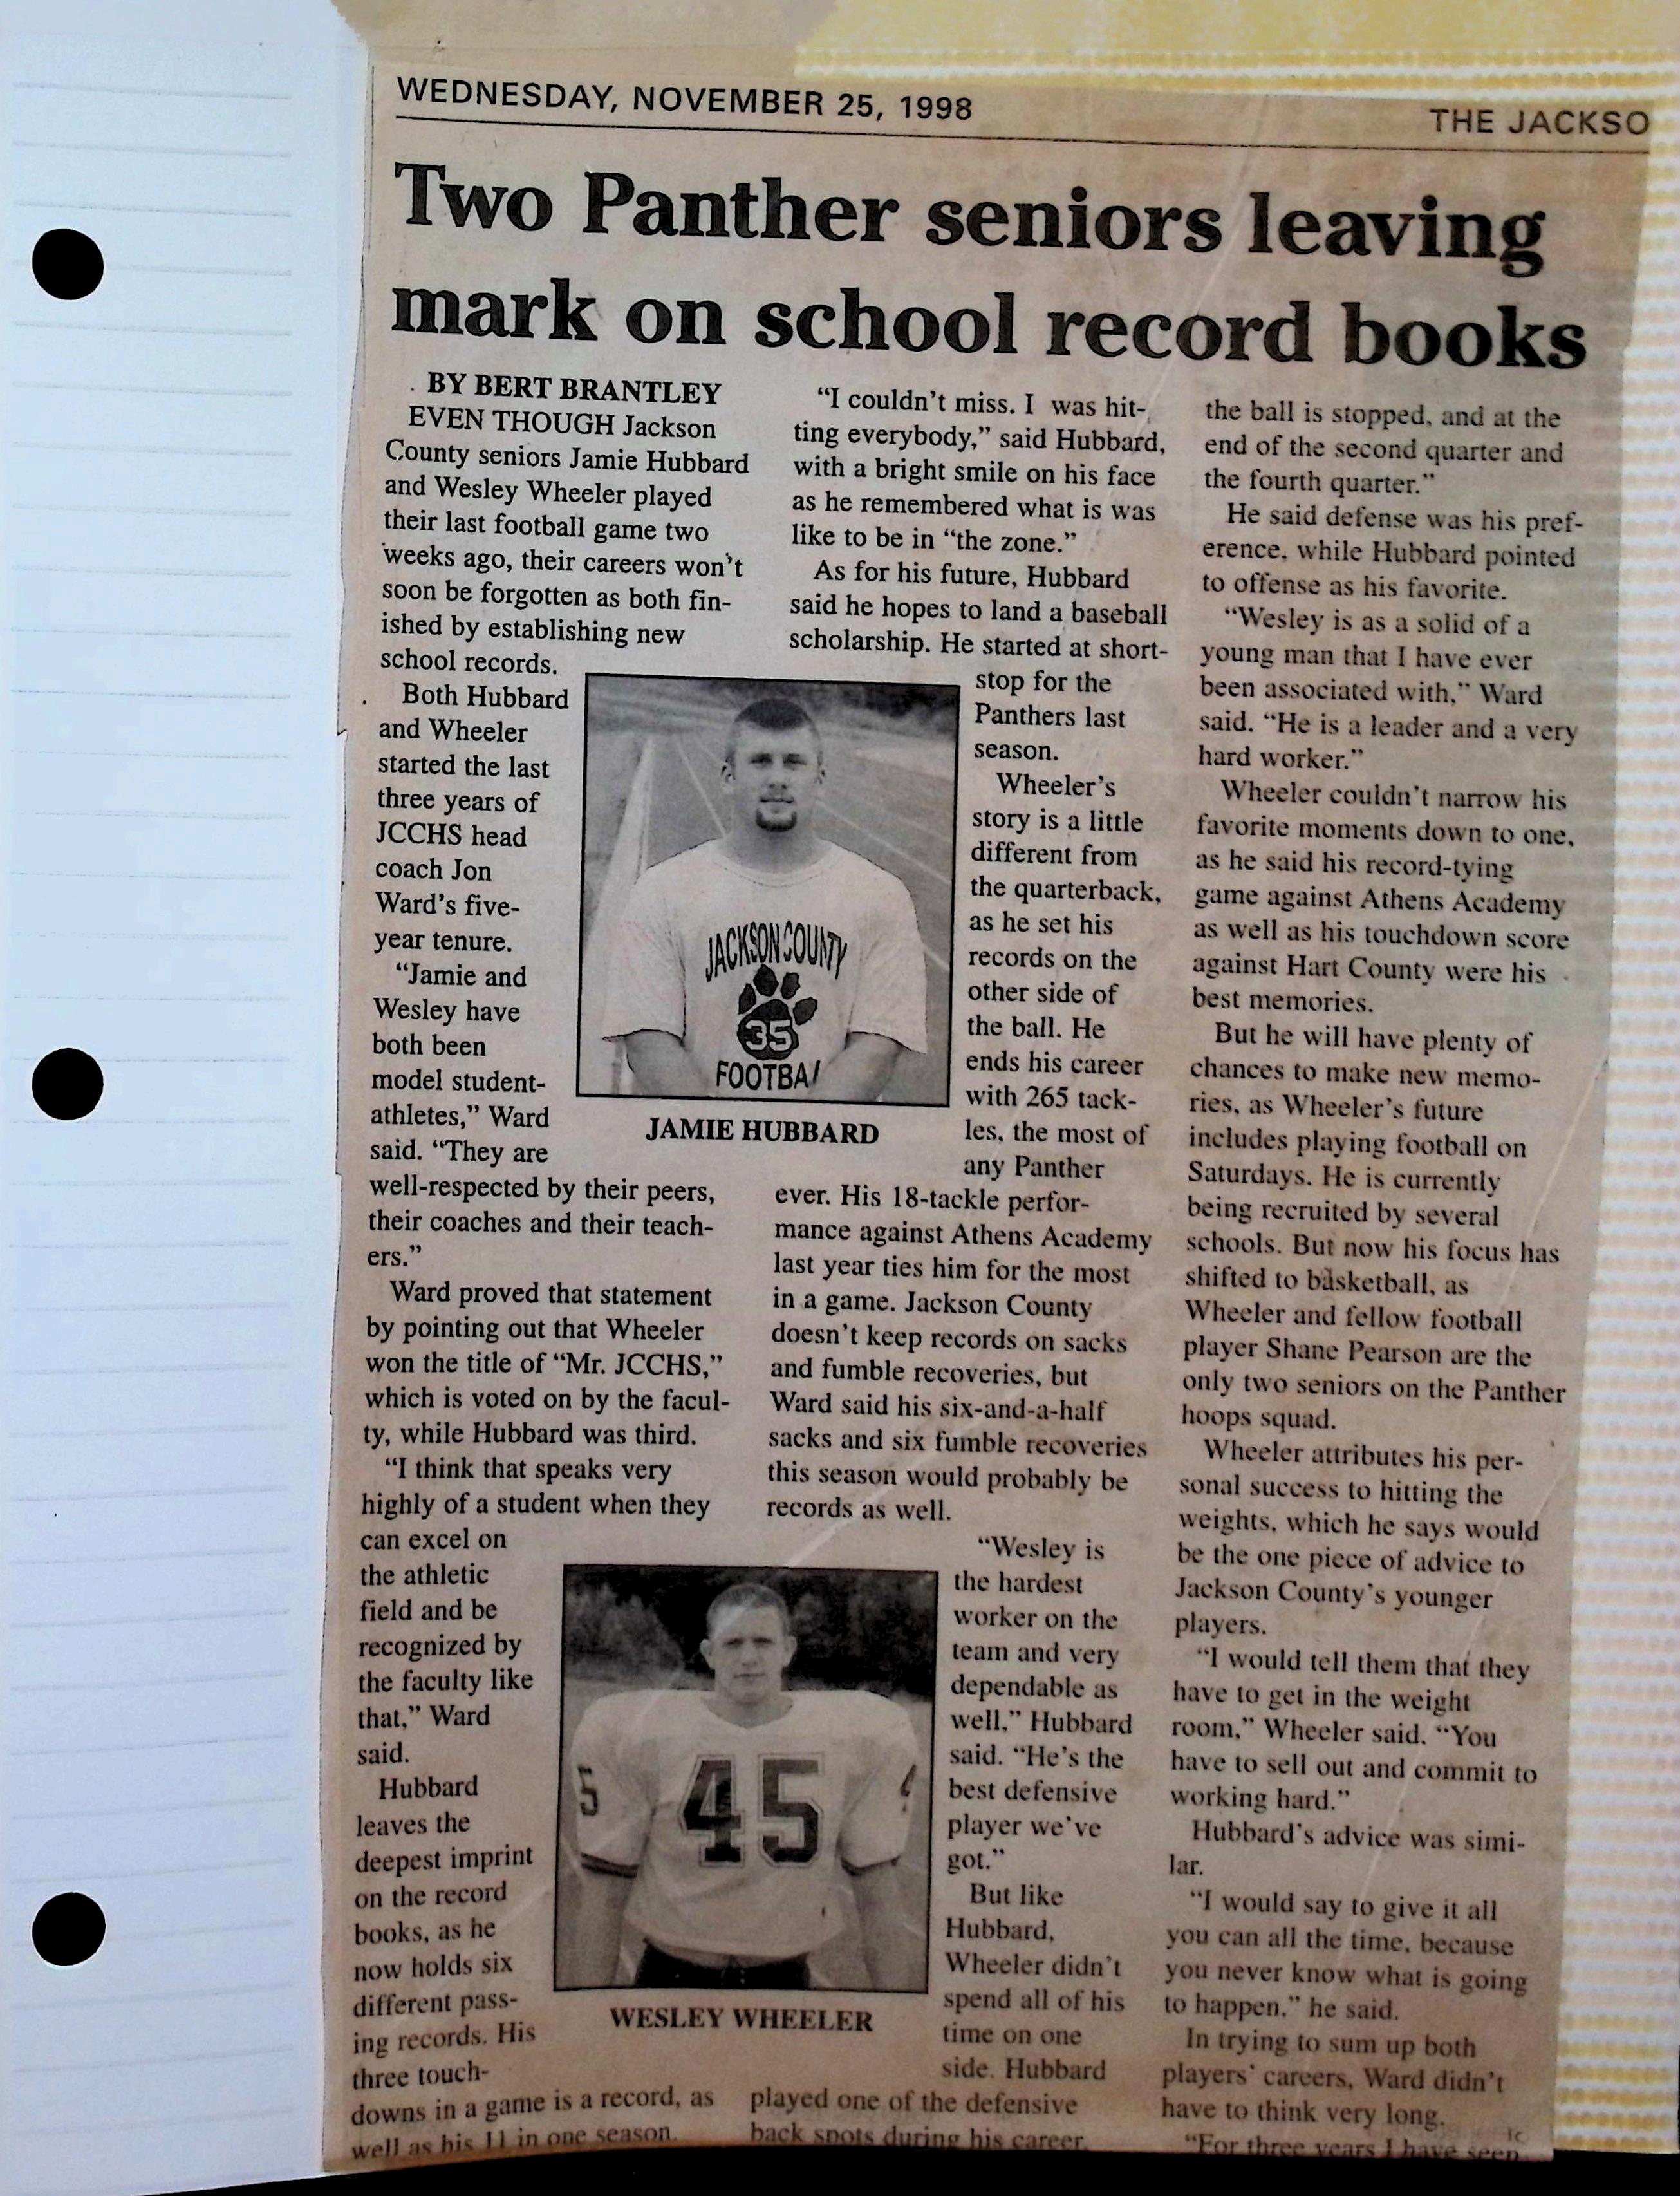 WEDNESDAY, NOVEMBER 25, 1998
THE JACKSO
Two Panther seniors leaving
mark on school record books
BY BERT BRANTLEY
EVEN THOUGH Jackson
County seniors Jamie Hubbard
and Wesley Wheeler played
their last football game two
weeks ago, their careers won't
soon be forgotten as both fin-
ished by establishing new
school records.
Both Hubbard
and Wheeler
started the last
three years of
JCCHS head
coach Jon
Ward's five-
year tenure.
"Jamie and
Wesley have
both been
model student-
athletes," Ward
said. "They are
well-respected by their peers,
their coaches and their teach-
ers."
Ward proved that statement
by pointing out that Wheeler
won the title of "Mr. JCCHS,"
which is voted on by the facul-
ty, while Hubbard was third.
"I think that speaks very
highly of a student when they
can excel on
the athletic
field and be
recognized by
the faculty like
that," Ward
said.
Hubbard
leaves the
deepest imprint
on the record
books, as he
now holds six
different pass-
ing records. His
three touch-
downs in a game is a record, as
well as his 11 in one season.
"I couldn't miss. I was hit-
ting everybody," said Hubbard,
with a bright smile on his face
as he remembered what is was
like to be in "the zone."
As for his future, Hubbard
said he hopes to land a baseball
scholarship. He started at short-
stop for the
Panthers last
season.
Wheeler's
story is a little
different from
the quarterback,
as he set his
records on the
other side of
the ball. He
ends his career
with 265 tack-
les, the most of
any Panther
ever. His 18-tackle perfor-
mance against Athens Academy
last year ties him for the most
in a game. Jackson County
doesn't keep records on sacks
and fumble recoveries, but
Ward said his six-and-a-half
sacks and six fumble recoveries
this season would probably be
records as well.
"Wesley is
the hardest
worker on the
team and very
dependable as
well," Hubbard
said. "He's the
best defensive
player we've
got."
But like
Hubbard,
Wheeler didn't
spend all of his
time on one
side. Hubbard
played one of the defensive
back spots during his career.
the ball is stopped, and at the
end of the second quarter and
the fourth quarter."
He said defense was his pref-
erence, while Hubbard pointed
to offense as his favorite.
"Wesley is as a solid of a
young man that I have ever
been associated with," Ward
said. "He is a leader and a very
hard worker."
Wheeler couldn't narrow his
favorite moments down to one,
as he said his record-tying
game against Athens Academy
as well as his touchdown score
against Hart County were his
best memories.
But he will have plenty of
chances to make new memo-
ries, as Wheeler's future
includes playing football on
Saturdays. He is currently
being recruited by several
schools. But now his focus has
shifted to basketball, as
Wheeler and fellow football
player Shane Pearson are the
only two seniors on the Panther
hoops squad.
Wheeler attributes his per-
sonal success to hitting the
weights, which he says would
be the one piece of advice to
Jackson County's younger
players.
"I would tell them that they
have to get in the weight
room," Wheeler said. "You
have to sell out and commit to
working hard."
Hubbard's advice was simi-
lar.
"I would say to give it all
you can all the time, because
you never know what is going
to happen," he said.
In trying to sum up both
players' careers, Ward didn't
have to think very long.
"For three years I have seen
JACKSON COUNTY
35
FOOTBA
JAMIE HUBBARD
5
45
4
WESLEY WHEELER